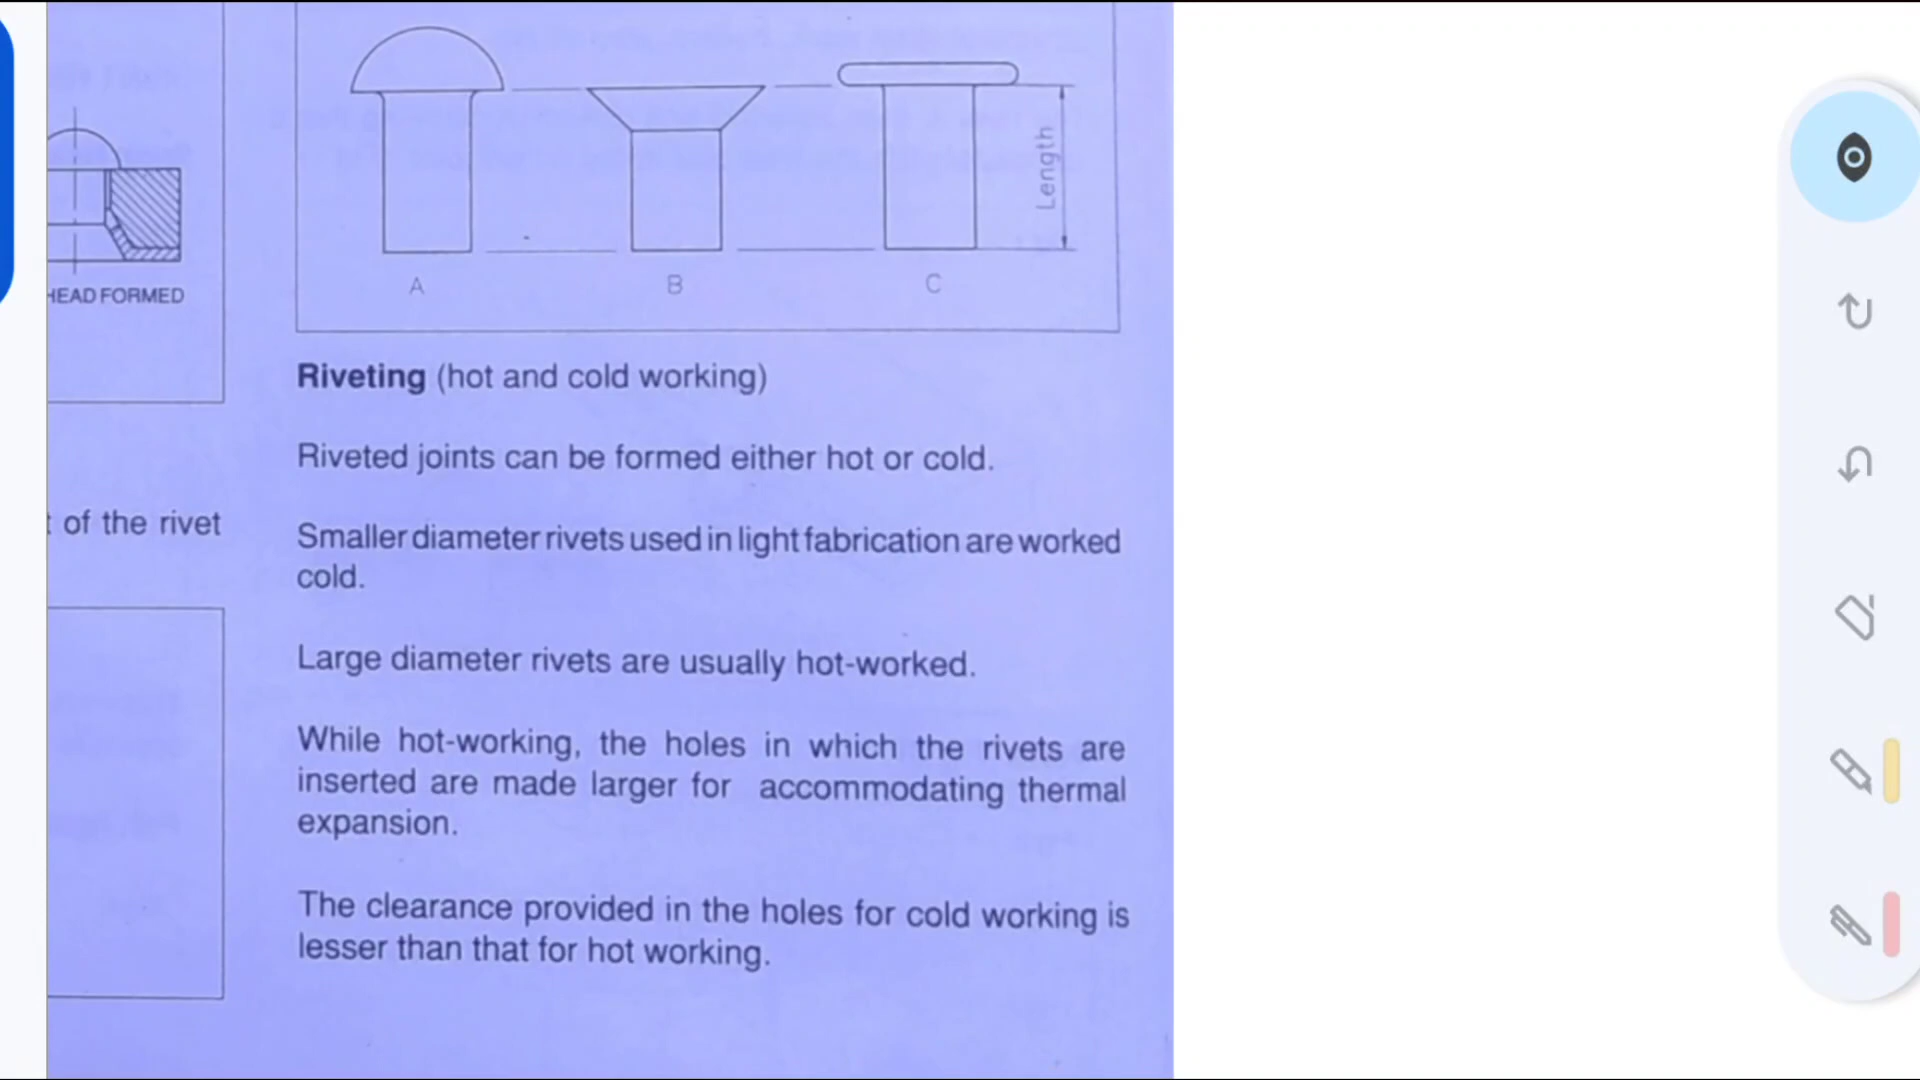 HEAD FORMED
t of the rivet
Length
A B C
Riveting (hot and cold working)
Riveted joints can be formed either hot or cold.
Smaller diameter rivets used in light fabrication are worked
cold.
Large diameter rivets are usually hot-worked.
While hot-working, the holes in which the rivets are
inserted are made larger for accommodating thermal
expansion.
The clearance provided in the holes for cold working is
lesser than that for hot working.